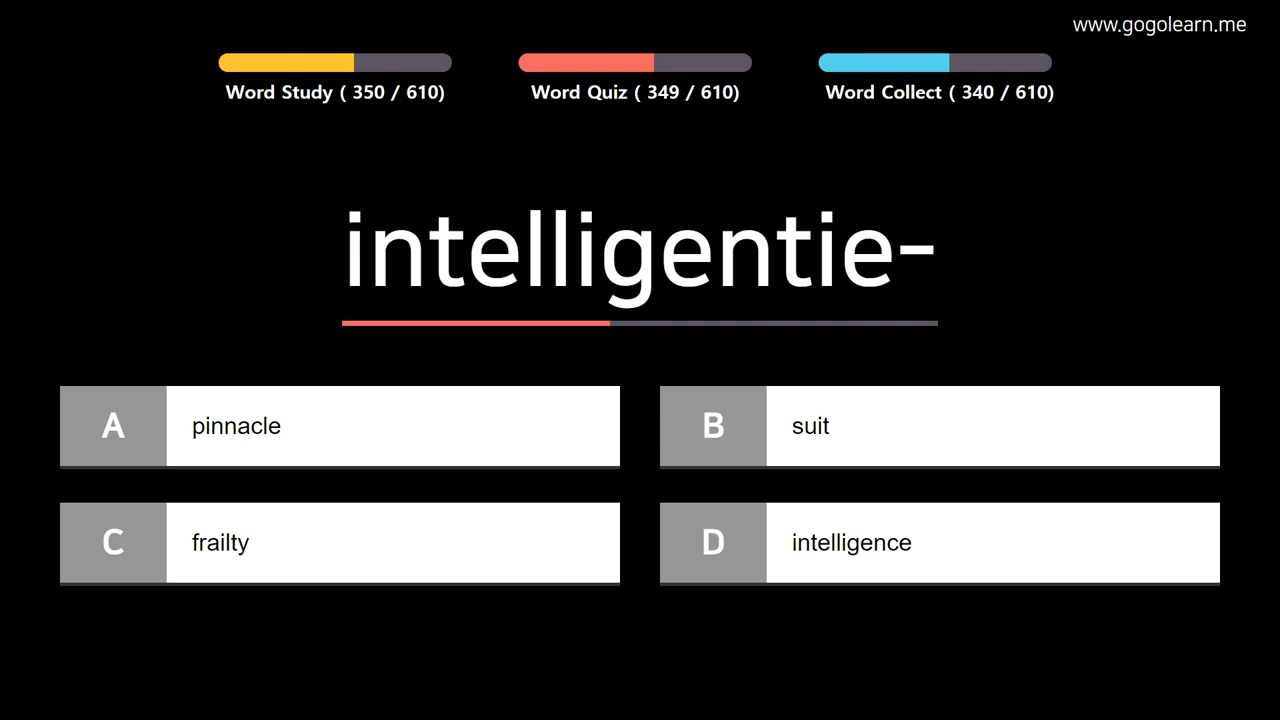 www.gogolearn.me
Word Study ( 350 / 610)
Word Quiz ( 349 / 610)
Word Collect ( 340 / 610)
intelligentie-
A pinnacle
B suit
C frailty
D intelligence